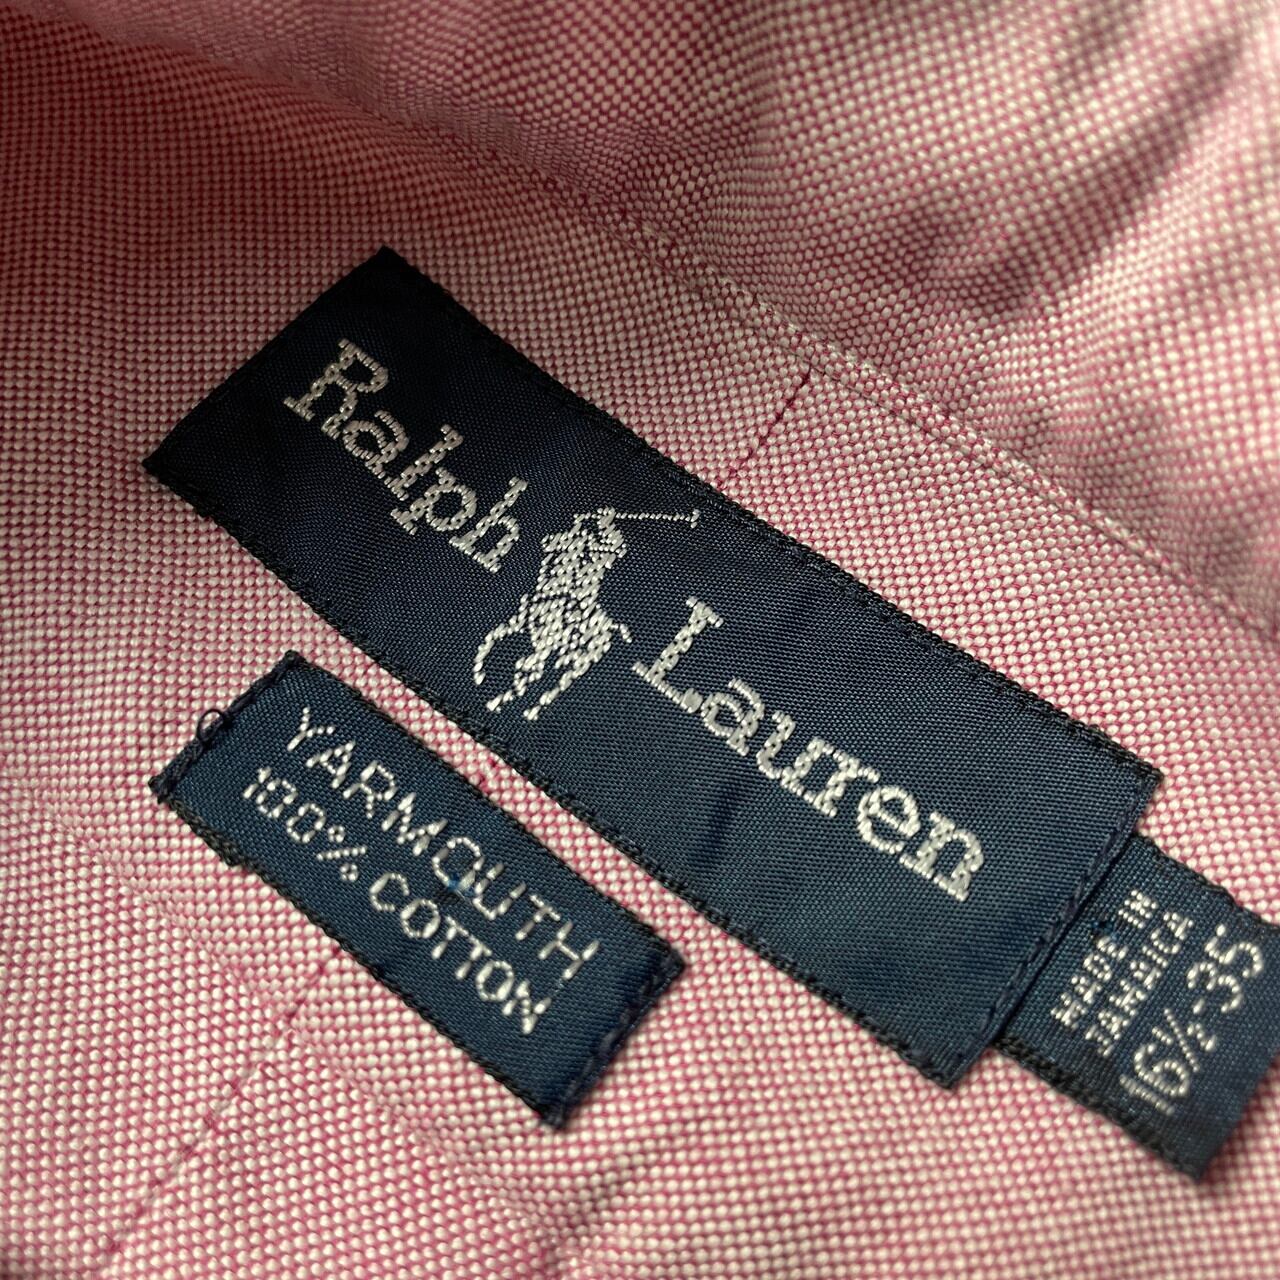 Ralph Lauren
YARMOUTH
100% COTTON
MADE IN
JAMAICA
16½-35